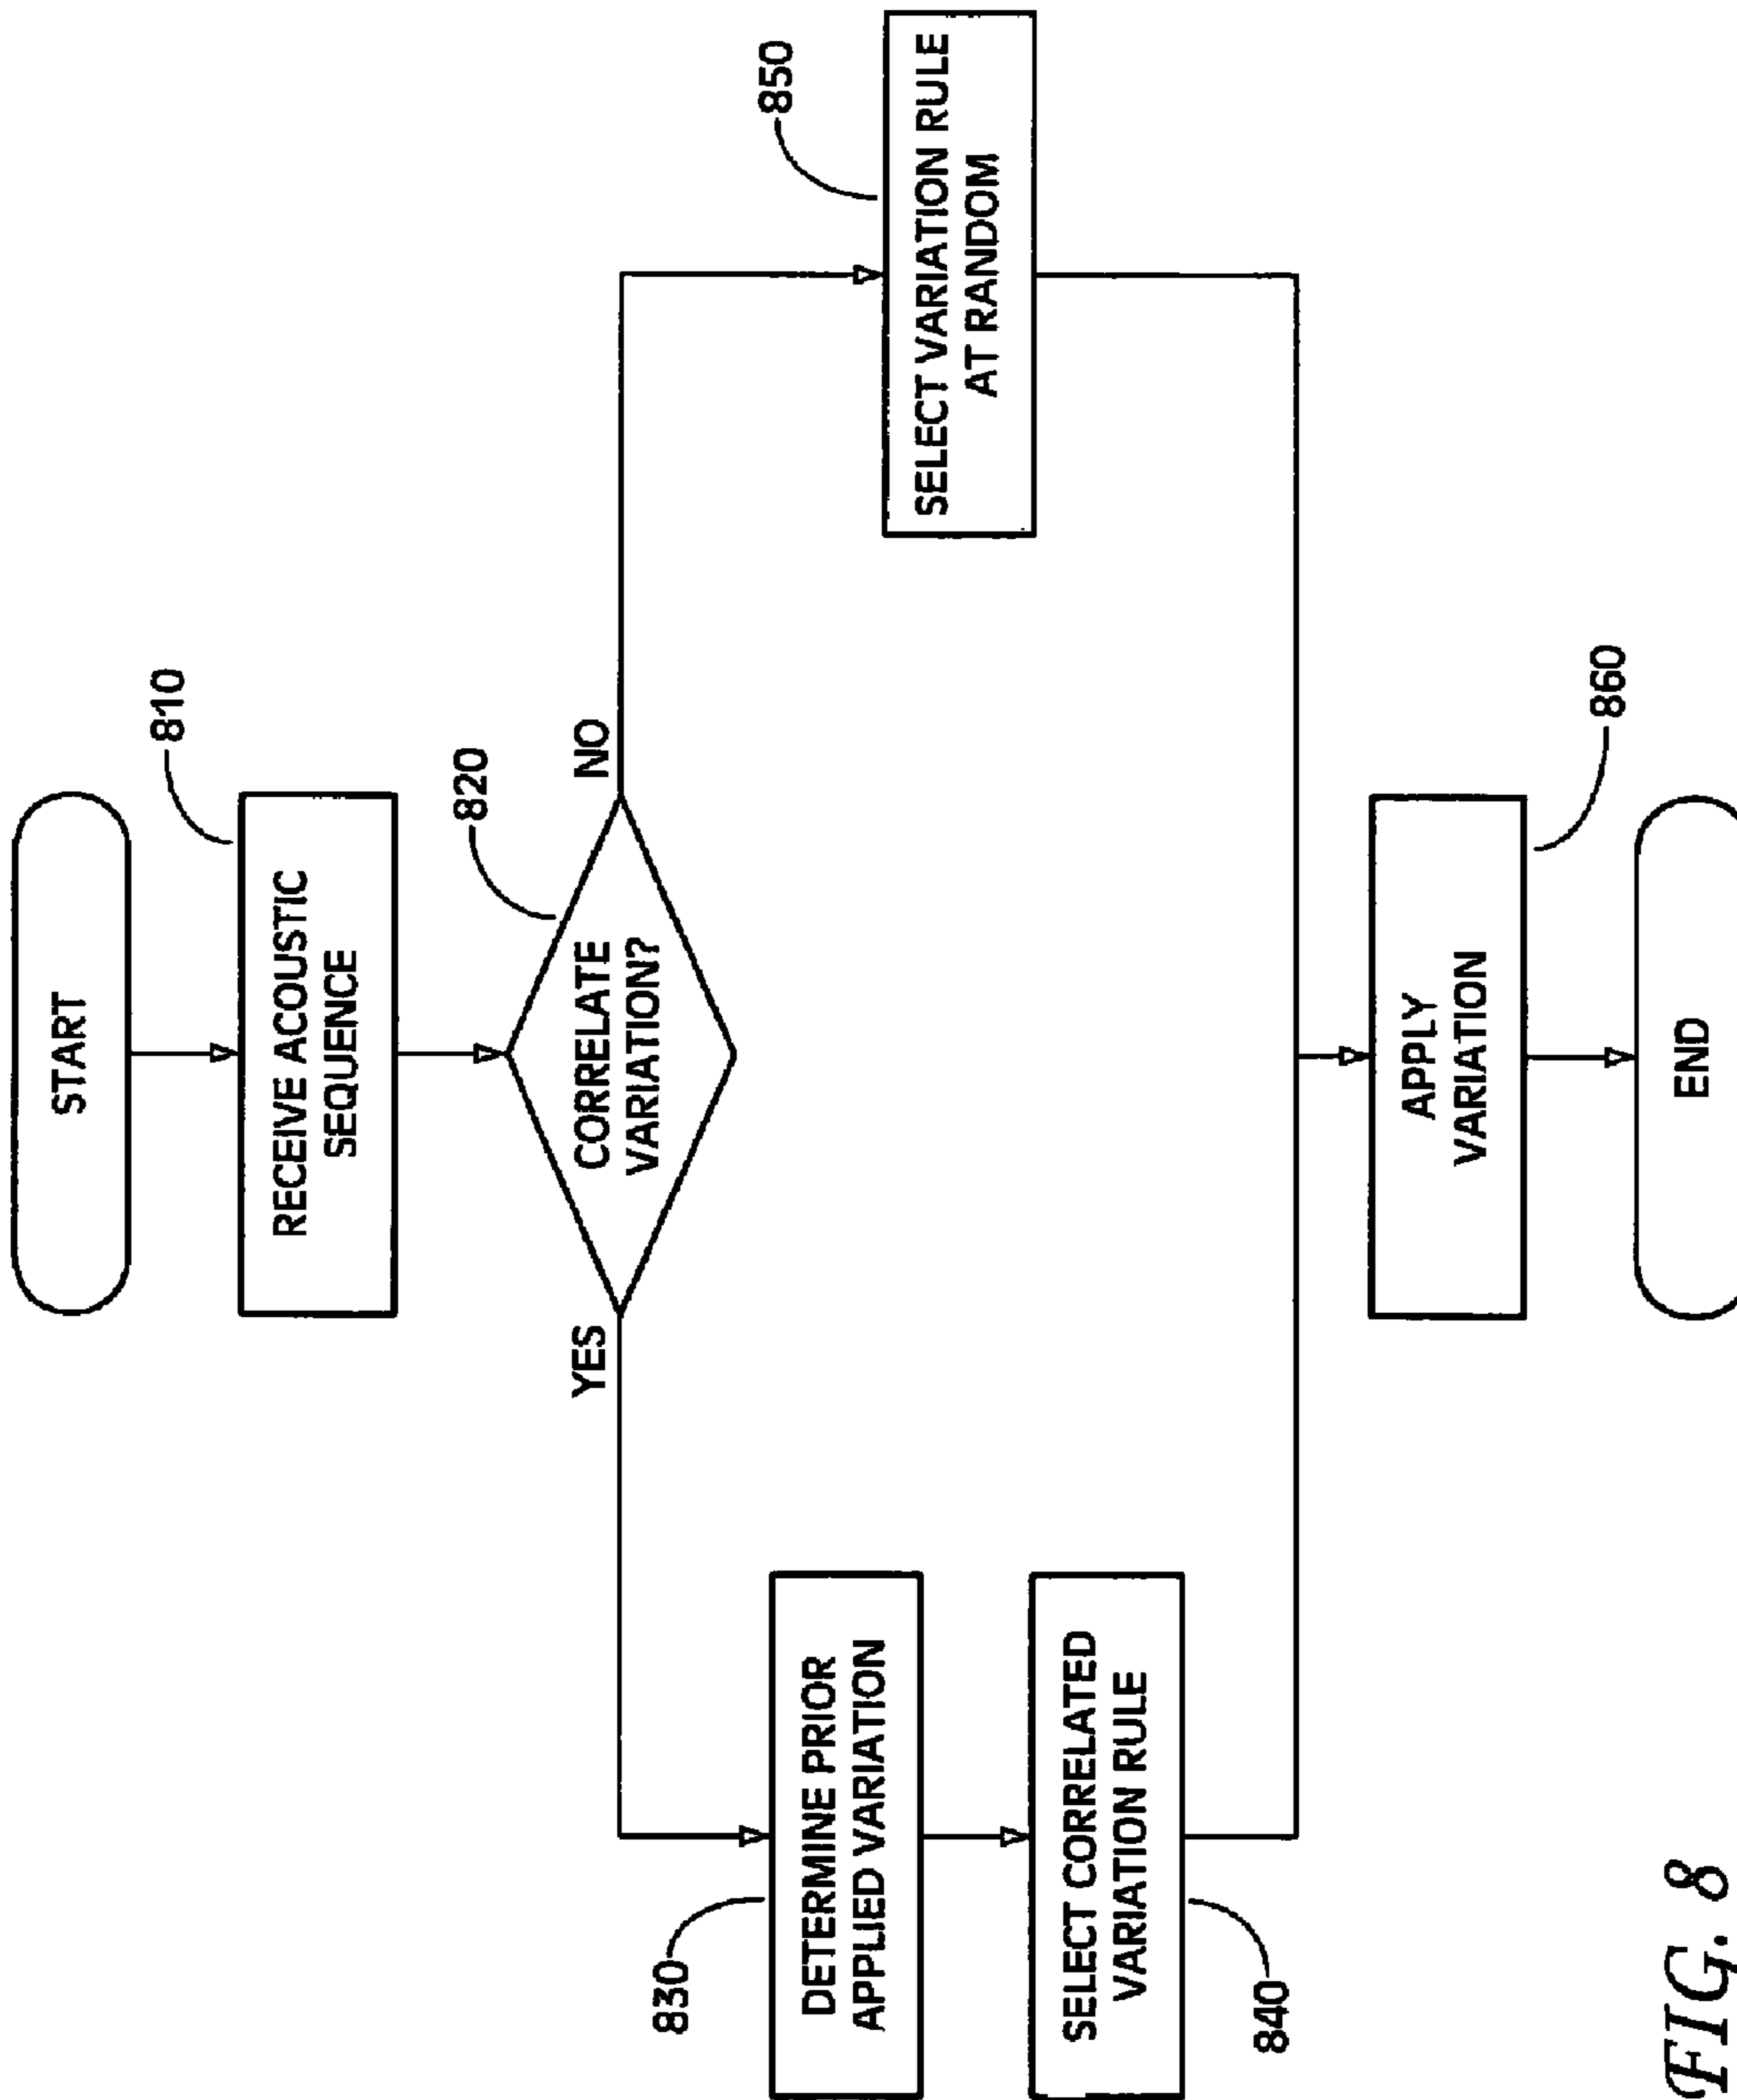 START
810
RECEIVE ACOUSTIC
SEQUENCE
820
CORRELATE
VARIATION?
YES
NO
830
DETERMINE PRIOR
APPLIED VARIATION
850
SELECT VARIATION RULE
AT RANDOM
SELECT CORRELATED
VARIATION RULE
840
APPLY
VARIATION
860
END
FIG. 8